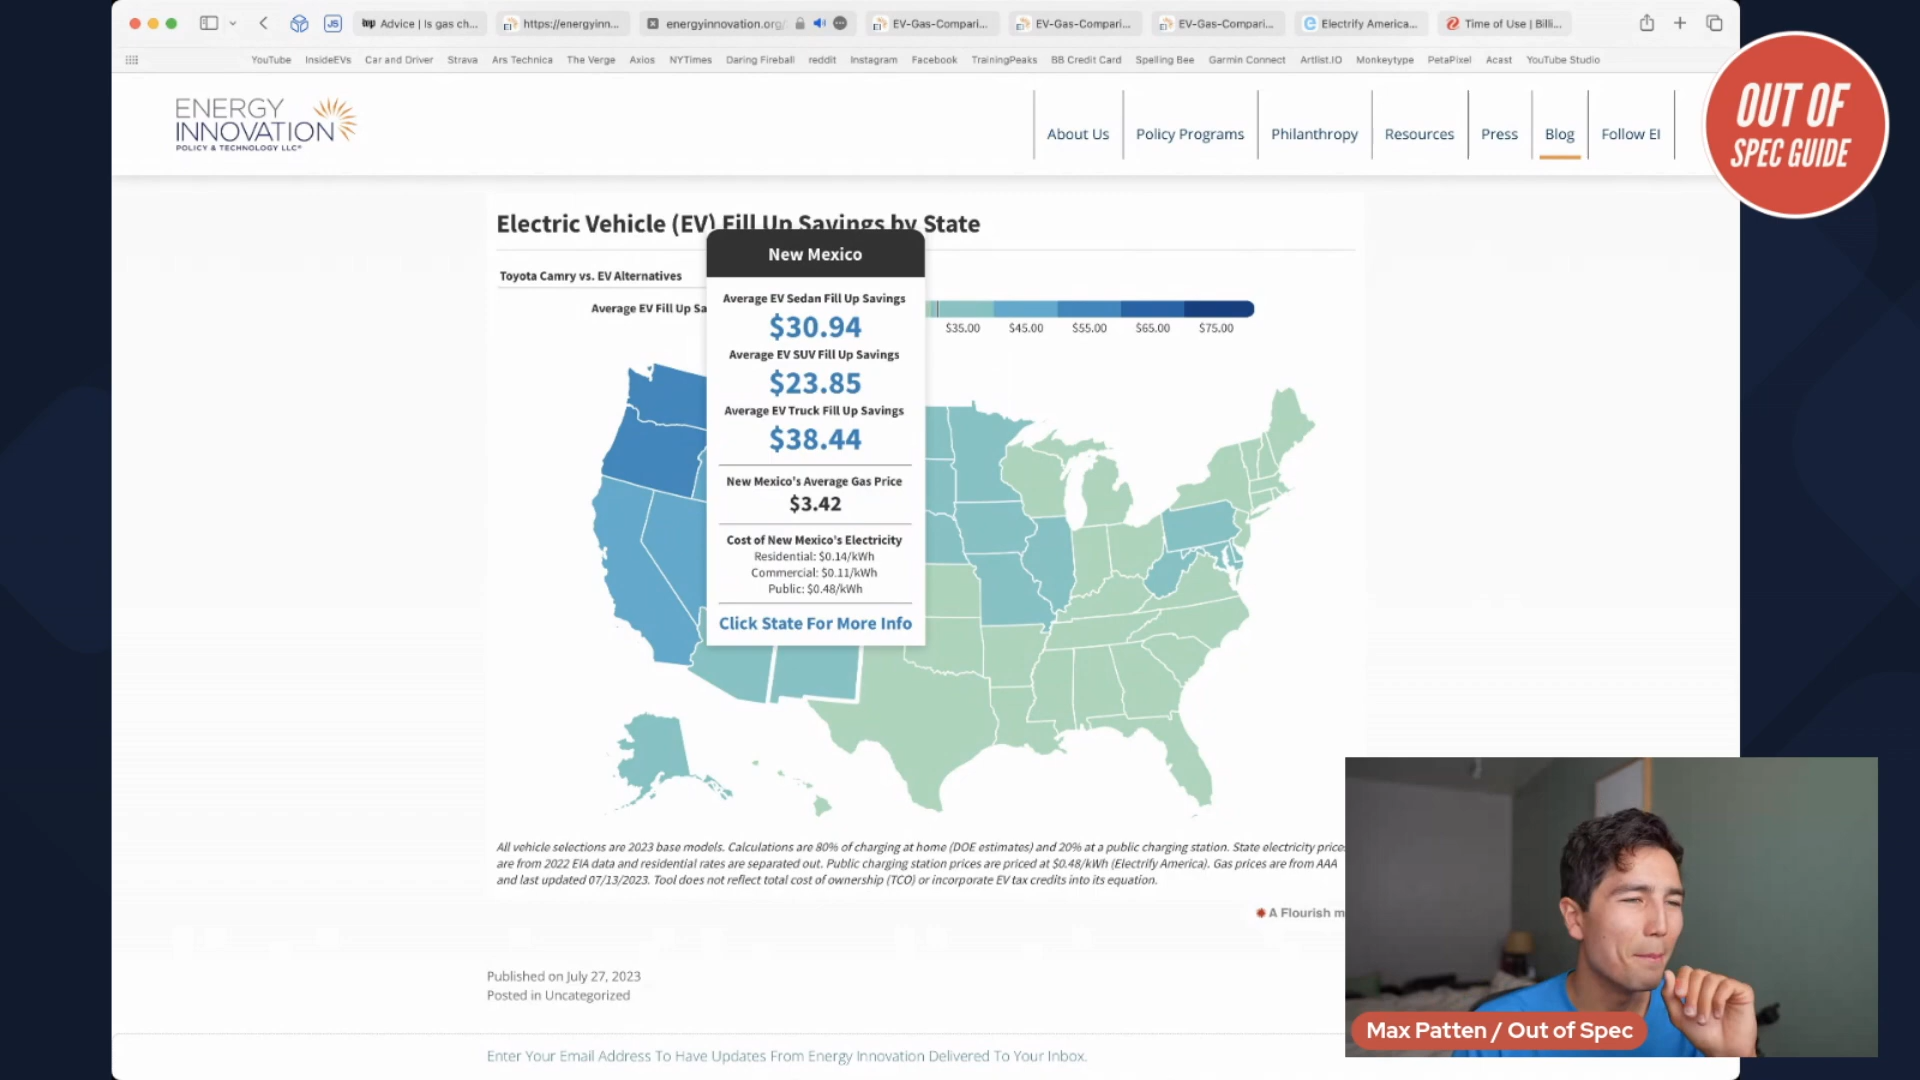 Advice | Is gas ch...
https://energyinn...
energyinnovation.org/
EV-Gas-Compari...
EV-Gas-Compari...
EV-Gas-Compari...
Electrify America...
Time of Use | Billi...
YouTube InsideEVs Car and Driver Strava Ars Technica The Verge Axios NYTimes Daring Fireball reddit Instagram Facebook TrainingPeaks BB Credit Card Spelling Bee Garmin Connect Artlist.IO Monkeytype PetaPixel Acast YouTube Studio
ENERGY
INNOVATION
POLICY & TECHNOLOGY LLC®
About Us Policy Programs Philanthropy Resources Press Blog Follow EI
OUT OF
SPEC GUIDE
Electric Vehicle (EV) Fill Up Savings by State
Toyota Camry vs. EV Alternatives
Average EV Fill Up Sa
$35.00 $45.00 $55.00 $65.00 $75.00
New Mexico
Average EV Sedan Fill Up Savings
$30.94
Average EV SUV Fill Up Savings
$23.85
Average EV Truck Fill Up Savings
$38.44
New Mexico's Average Gas Price
$3.42
Cost of New Mexico's Electricity
Residential: $0.14/kWh
Commercial: $0.11/kWh
Public: $0.48/kWh
Click State For More Info
All vehicle selections are 2023 base models. Calculations are 80% of charging at home (DOE estimates) and 20% at a public charging station. State electricity price
are from 2022 EIA data and residential rates are separated out. Public charging station prices are priced at $0.48/kWh (Electrify America). Gas prices are from AAA
and last updated 07/13/2023. Tool does not reflect total cost of ownership (TCO) or incorporate EV tax credits into its equation.
A Flourish m
Published on July 27, 2023
Posted in Uncategorized
Enter Your Email Address To Have Updates From Energy Innovation Delivered To Your Inbox.
Max Patten / Out of Spec